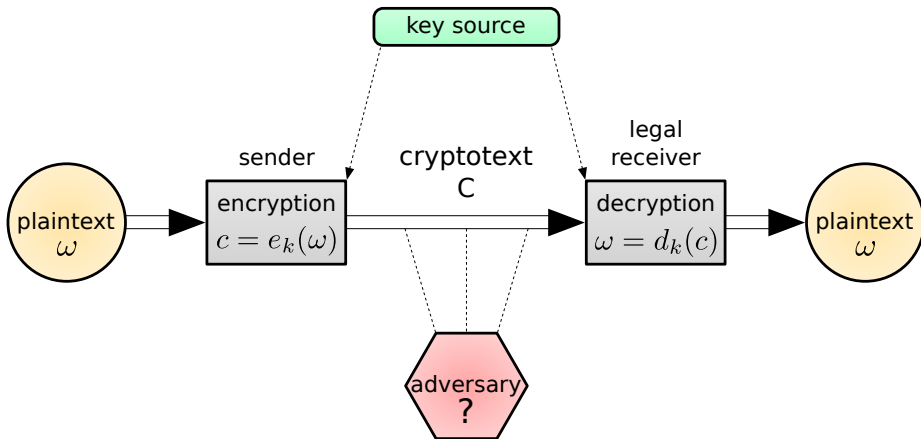 key source
sender
cryptotext
C
legal
receiver
plaintext
ω
encryption
c = e_k(ω)
decryption
ω = d_k(c)
plaintext
ω
adversary
?